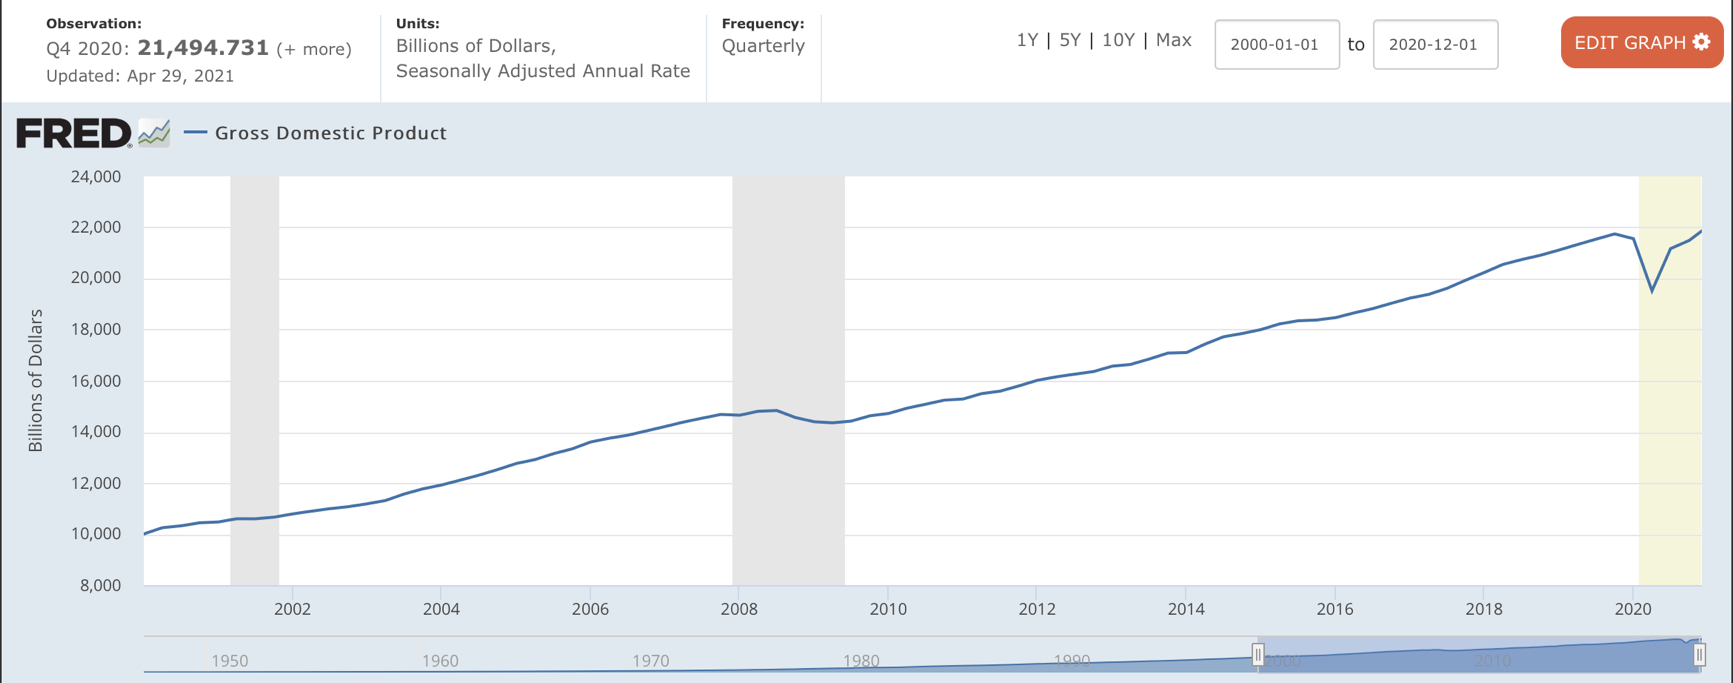 Observation:
Q4 2020: 21,494.731 (+ more)
Updated: Apr 29, 2021
Units:
Billions of Dollars,
Seasonally Adjusted Annual Rate
Frequency:
Quarterly
1Y | 5Y | 10Y | Max
2000-01-01 to 2020-12-01
EDIT GRAPH
FRED® Gross Domestic Product
Billions of Dollars
24,000
22,000
20,000
18,000
16,000
14,000
12,000
10,000
8,000
2002 2004 2006 2008 2010 2012 2014 2016 2018 2020
1950 1960 1970 1980 1990 2000 2010